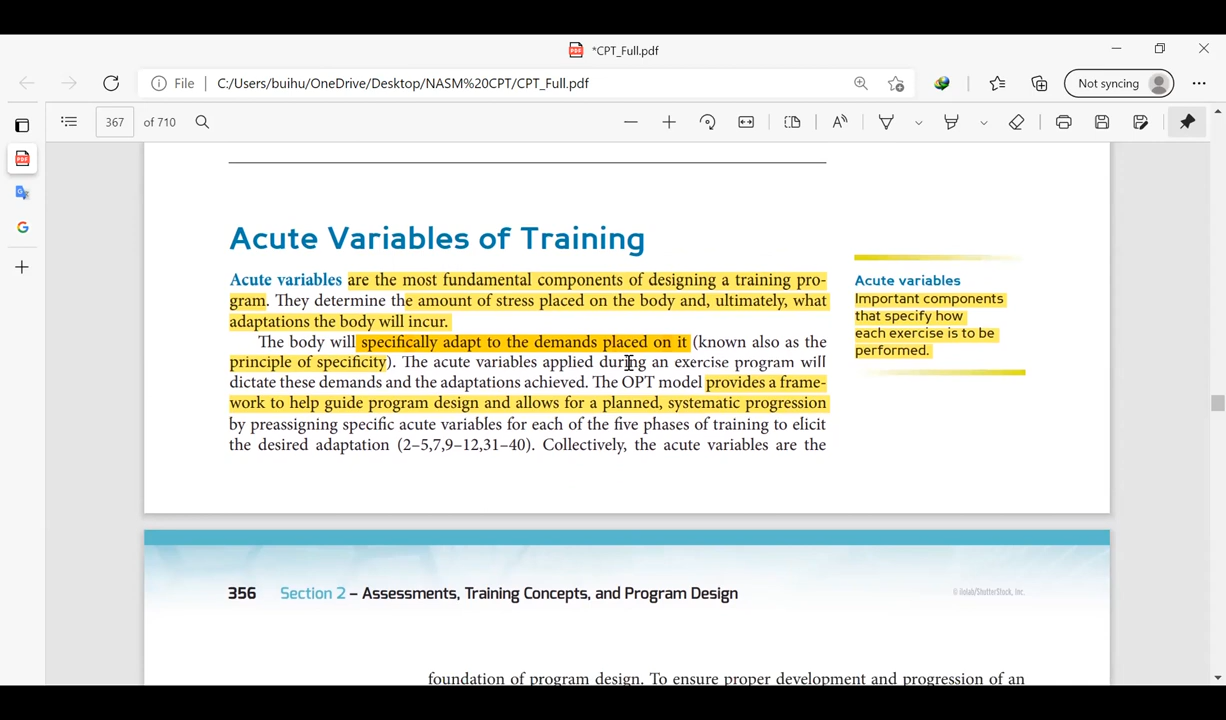 *CPT_Full.pdf
File | C:/Users/buihu/OneDrive/Desktop/NASM%20CPT/CPT_Full.pdf
Not syncing
367 of 710
Acute Variables of Training
Acute variables are the most fundamental components of designing a training pro-
gram. They determine the amount of stress placed on the body and, ultimately, what
adaptations the body will incur.
The body will specifically adapt to the demands placed on it (known also as the
principle of specificity). The acute variables applied during an exercise program will
dictate these demands and the adaptations achieved. The OPT model provides a frame-
work to help guide program design and allows for a planned, systematic progression
by preassigning specific acute variables for each of the five phases of training to elicit
the desired adaptation (2–5,7,9–12,31–40). Collectively, the acute variables are the
Acute variables
Important components
that specify how
each exercise is to be
performed.
356 Section 2 – Assessments, Training Concepts, and Program Design
foundation of program design. To ensure proper development and progression of an